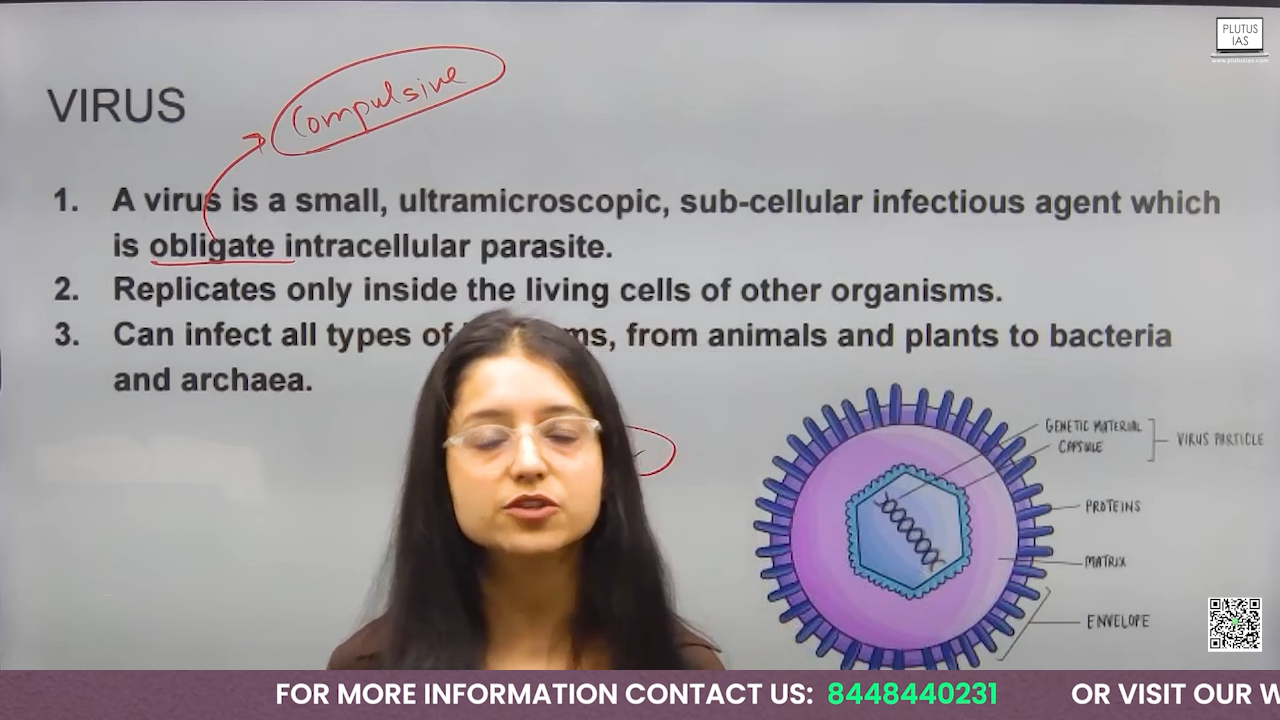 PLUTUS
IAS
www.plutusias.com
Compulsive
VIRUS
1. A virus is a small, ultramicroscopic, sub-cellular infectious agent which
is obligate intracellular parasite.
2. Replicates only inside the living cells of other organisms.
3. Can infect all types of ms, from animals and plants to bacteria
and archaea.
GENETIC MATERIAL
CAPSULE
VIRUS PARTICLE
PROTEINS
MATRIX
ENVELOPE
FOR MORE INFORMATION CONTACT US: 8448440231 OR VISIT OUR W